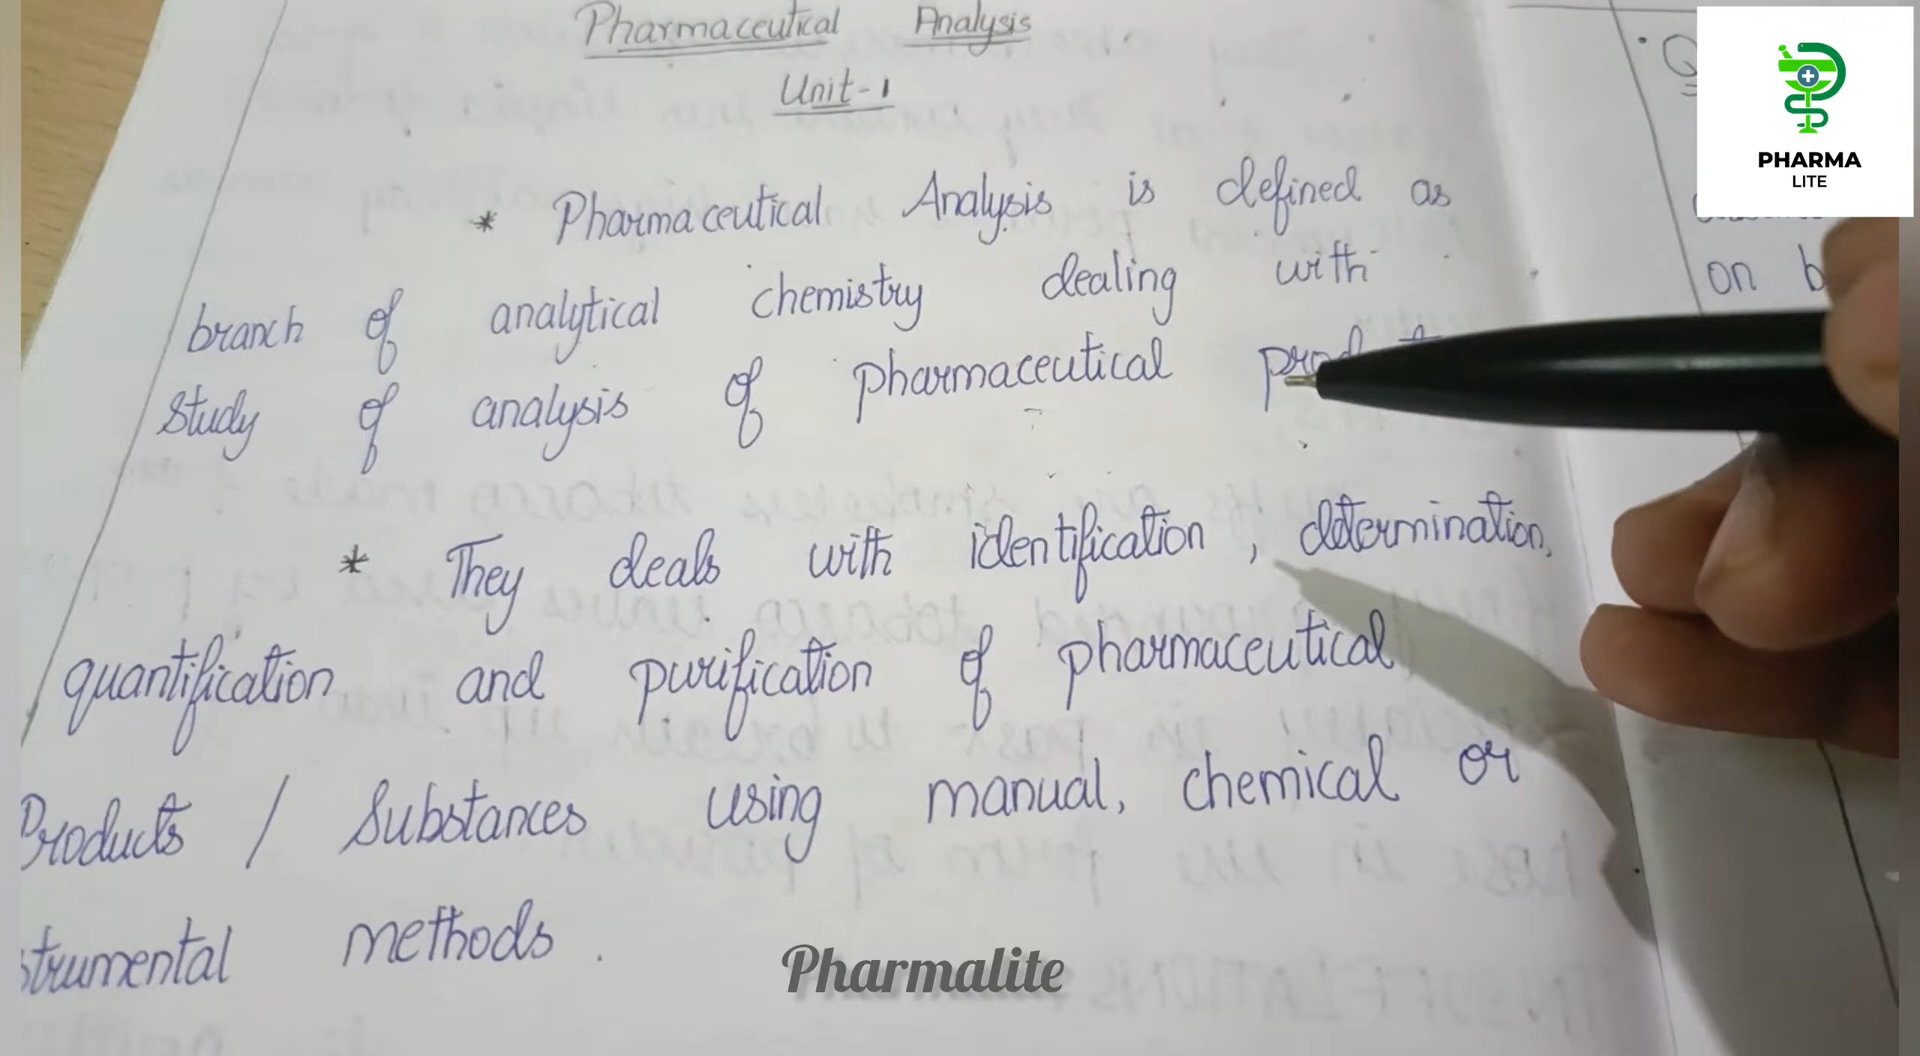 Pharmaceutical Analysis
Unit-1
* Pharmaceutical Analysis is defined as
branch of analytical chemistry dealing with
study of analysis of pharmaceutical
* They deals with identification, determination,
quantification and purification of pharmaceutical
Products / Substances using manual, chemical or
strumental methods.
on b
PHARMA
LITE
Pharmalite